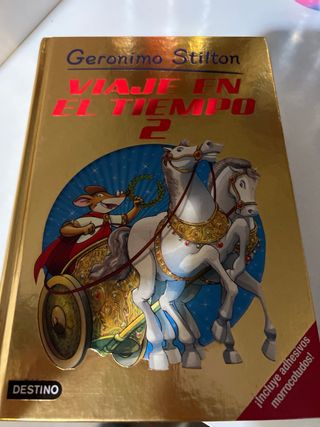 Geronimo Stilton
VIAJE EN
EL TIEMPO
2
DESTINO
¡Incluye adhesivos
morrocotudos!